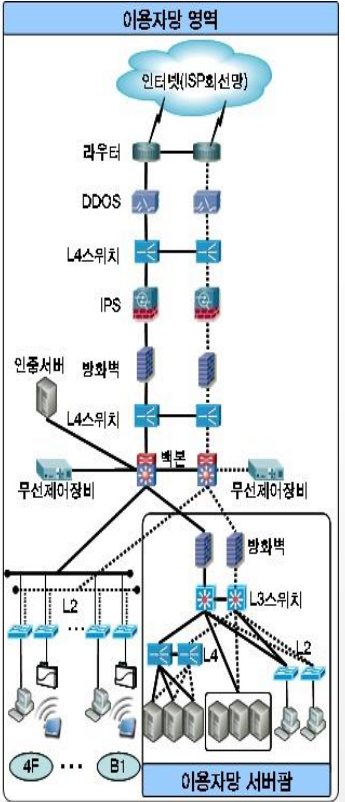 이용자망 영역
인터넷(ISP회선망)
라우터
DDOS
L4스위치
IPS
방화벽
인증서버
L4스위치
백본
무선제어장비
무선제어장비
방화벽
L2
L3스위치
L4
L2
4F ··· B1
이용자망 서버팜